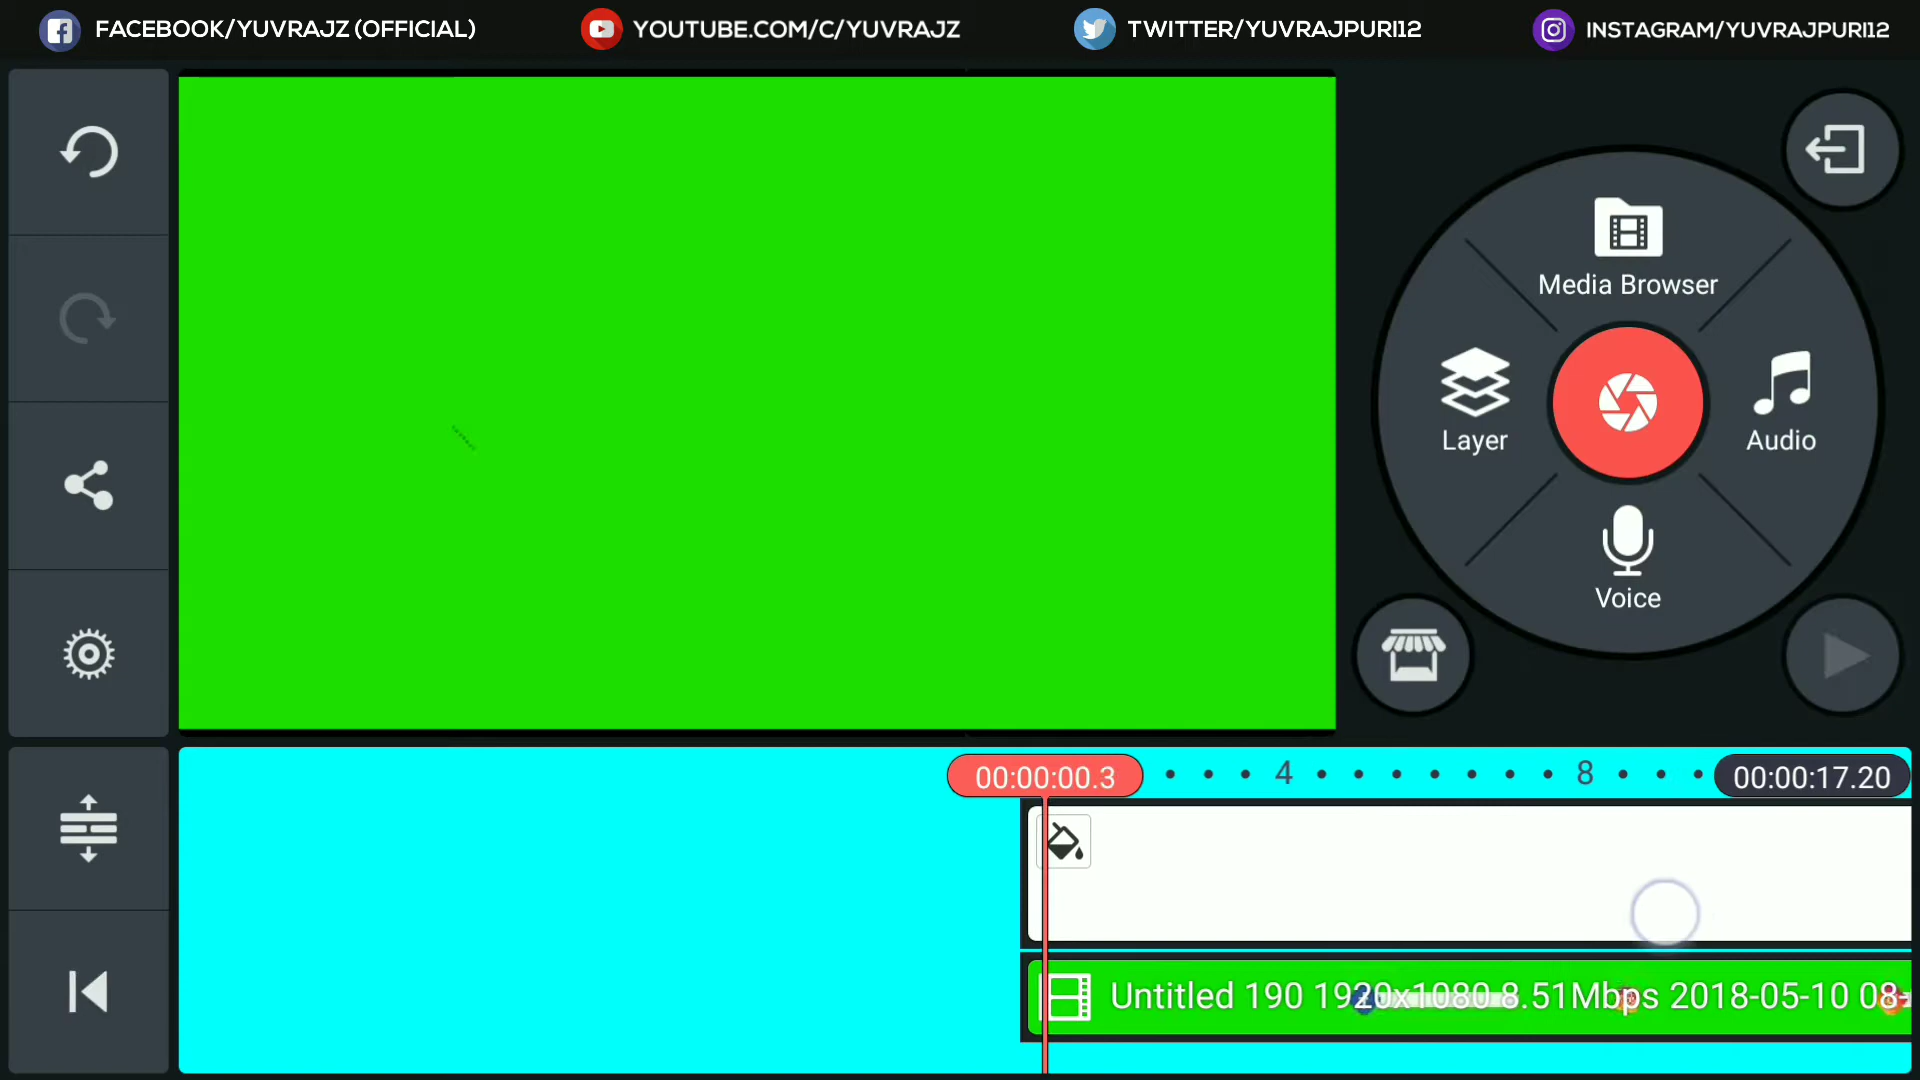 FACEBOOK/YUVRAJZ (OFFICIAL)
YOUTUBE.COM/C/YUVRAJZ
TWITTER/YUVRAJPURI12
INSTAGRAM/YUVRAJPURI12
Media Browser
Layer
Audio
Voice
00:00:00.3
4
8
00:00:17.20
Untitled 190 1920x1080 8.51Mbps 2018-05-10 08-